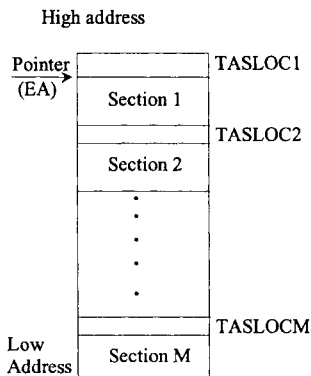 High address
TASLOC1
Pointer
(EA)
Section 1
TASLOC2
Section 2
TASLOCM
Low
Address
Section M